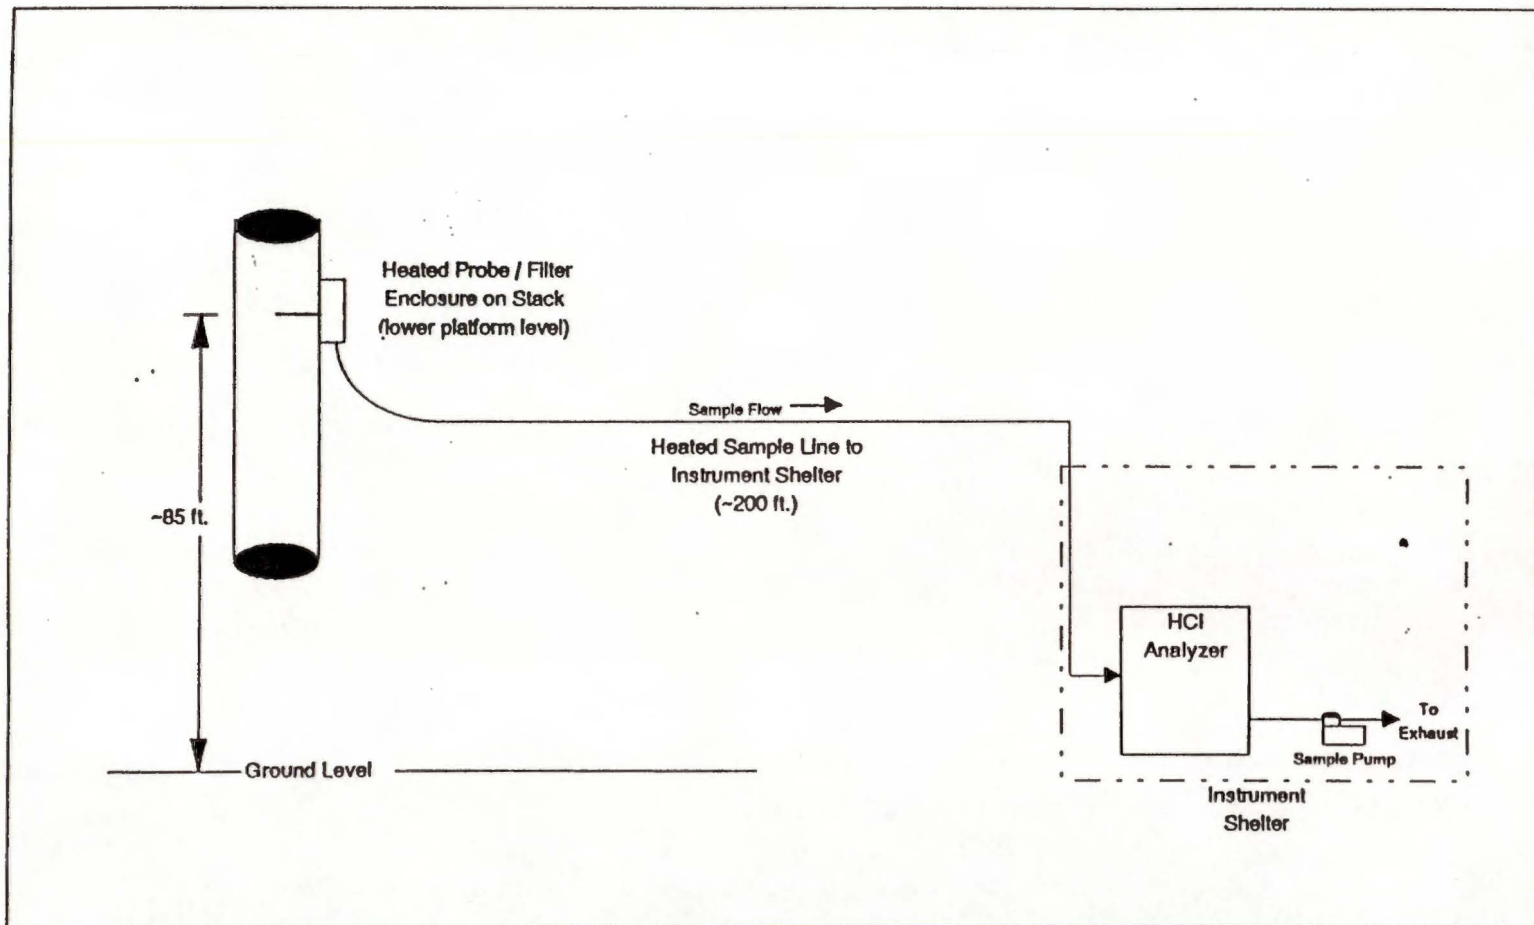 Heated Probe / Filter
Enclosure on Stack
(lower platform level)
Sample Flow
Heated Sample Line to
Instrument Shelter
(~200 ft.)
~85 ft.
HCl
Analyzer
To
Exhaust
Sample Pump
Ground Level
Instrument
Shelter